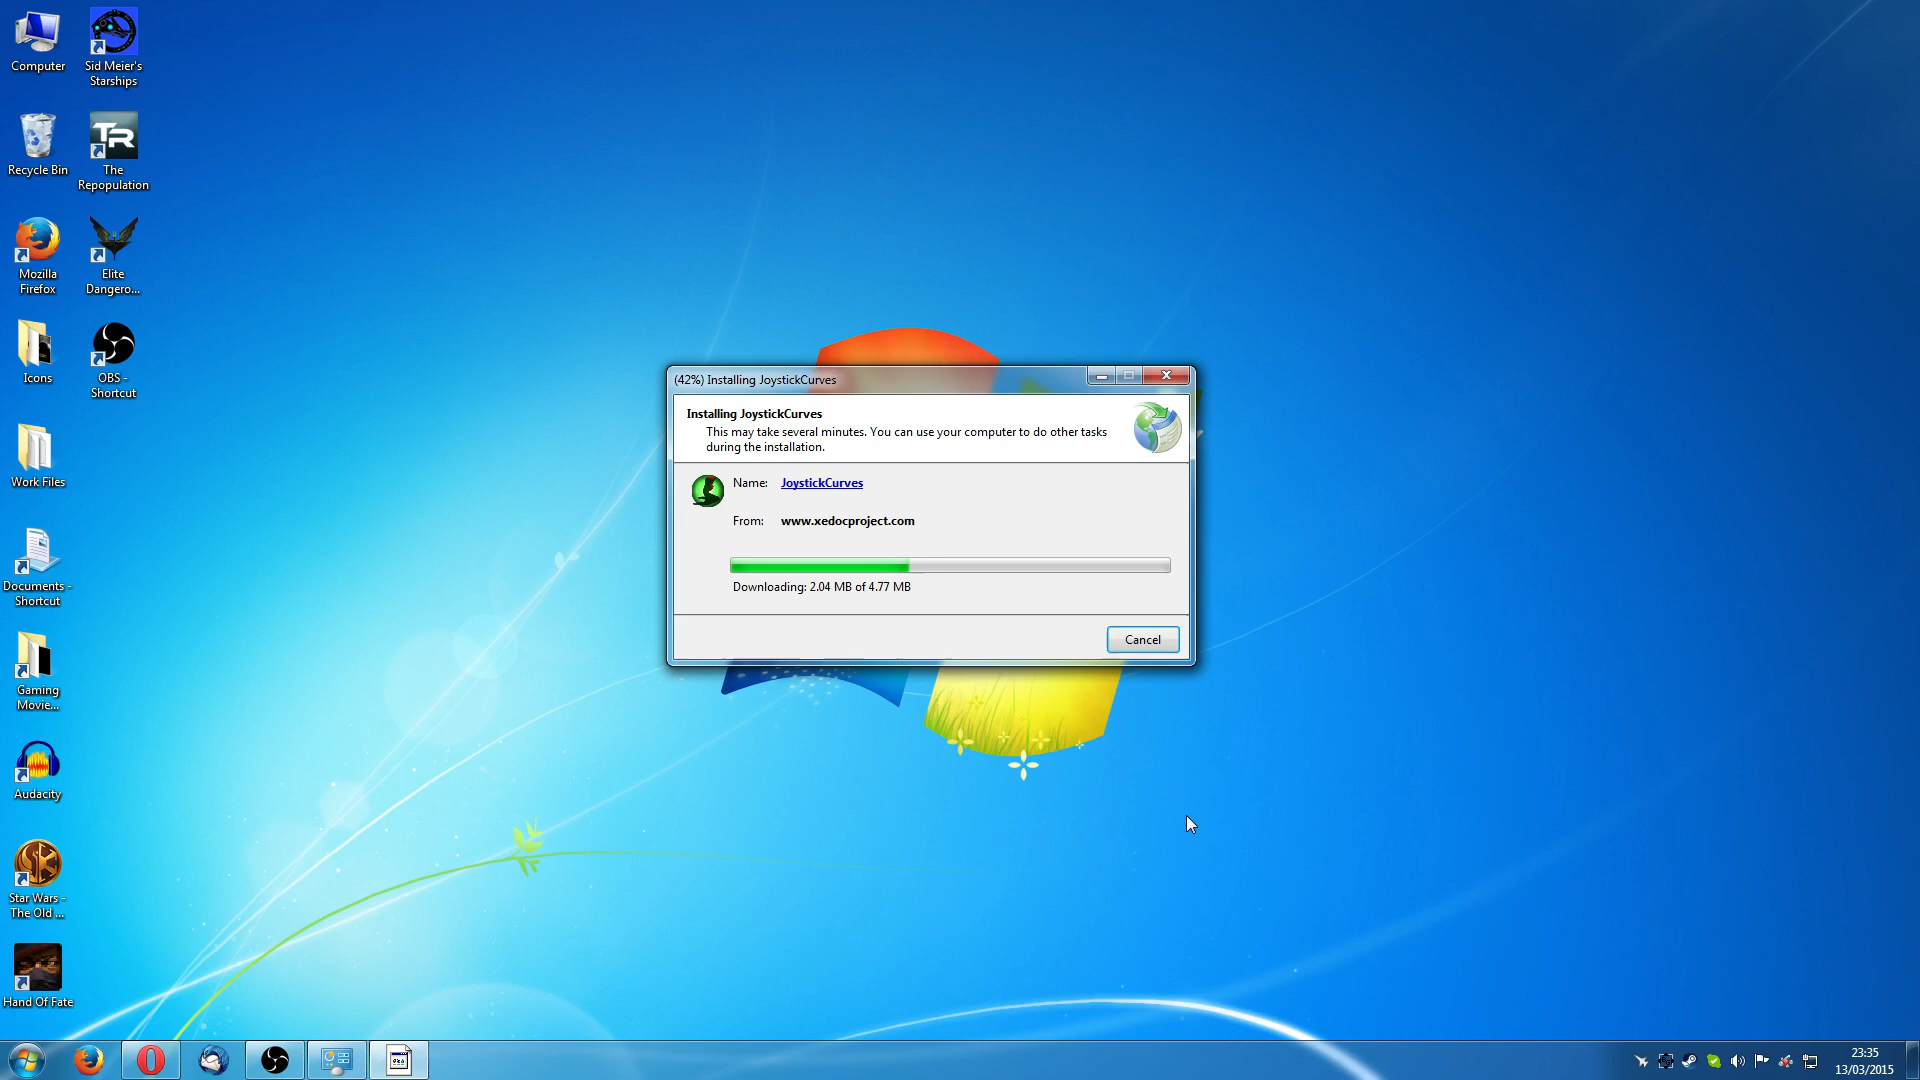 Computer
Sid Meier's
Starships
Recycle Bin
TR
The
Repopulation
Mozilla
Firefox
Elite
Dangero...
Icons
OBS -
Shortcut
Work Files
Documents -
Shortcut
Gaming
Movie...
Audacity
Star Wars -
The Old ...
Hand Of Fate
(42%) Installing JoystickCurves
Installing JoystickCurves
This may take several minutes. You can use your computer to do other tasks
during the installation.
Name: JoystickCurves
From: www.xedocproject.com
Downloading: 2.04 MB of 4.77 MB
Cancel
23:35
13/03/2015